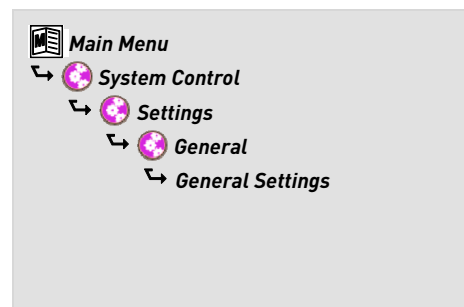 Main Menu
System Control
Settings
General
General Settings